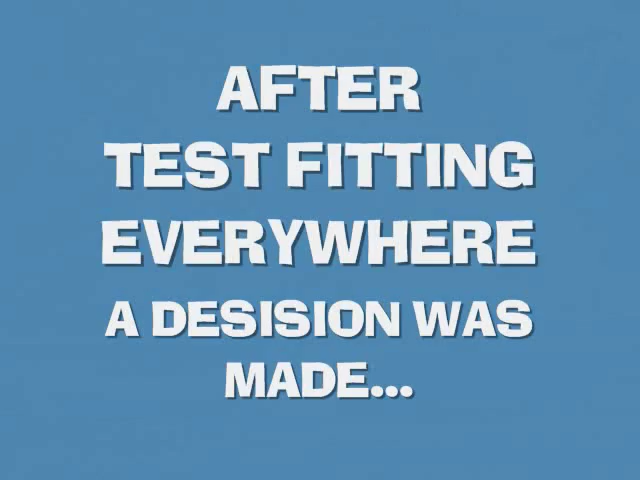 AFTER
TEST FITTING
EVERYWHERE
A DESISION WAS
MADE...